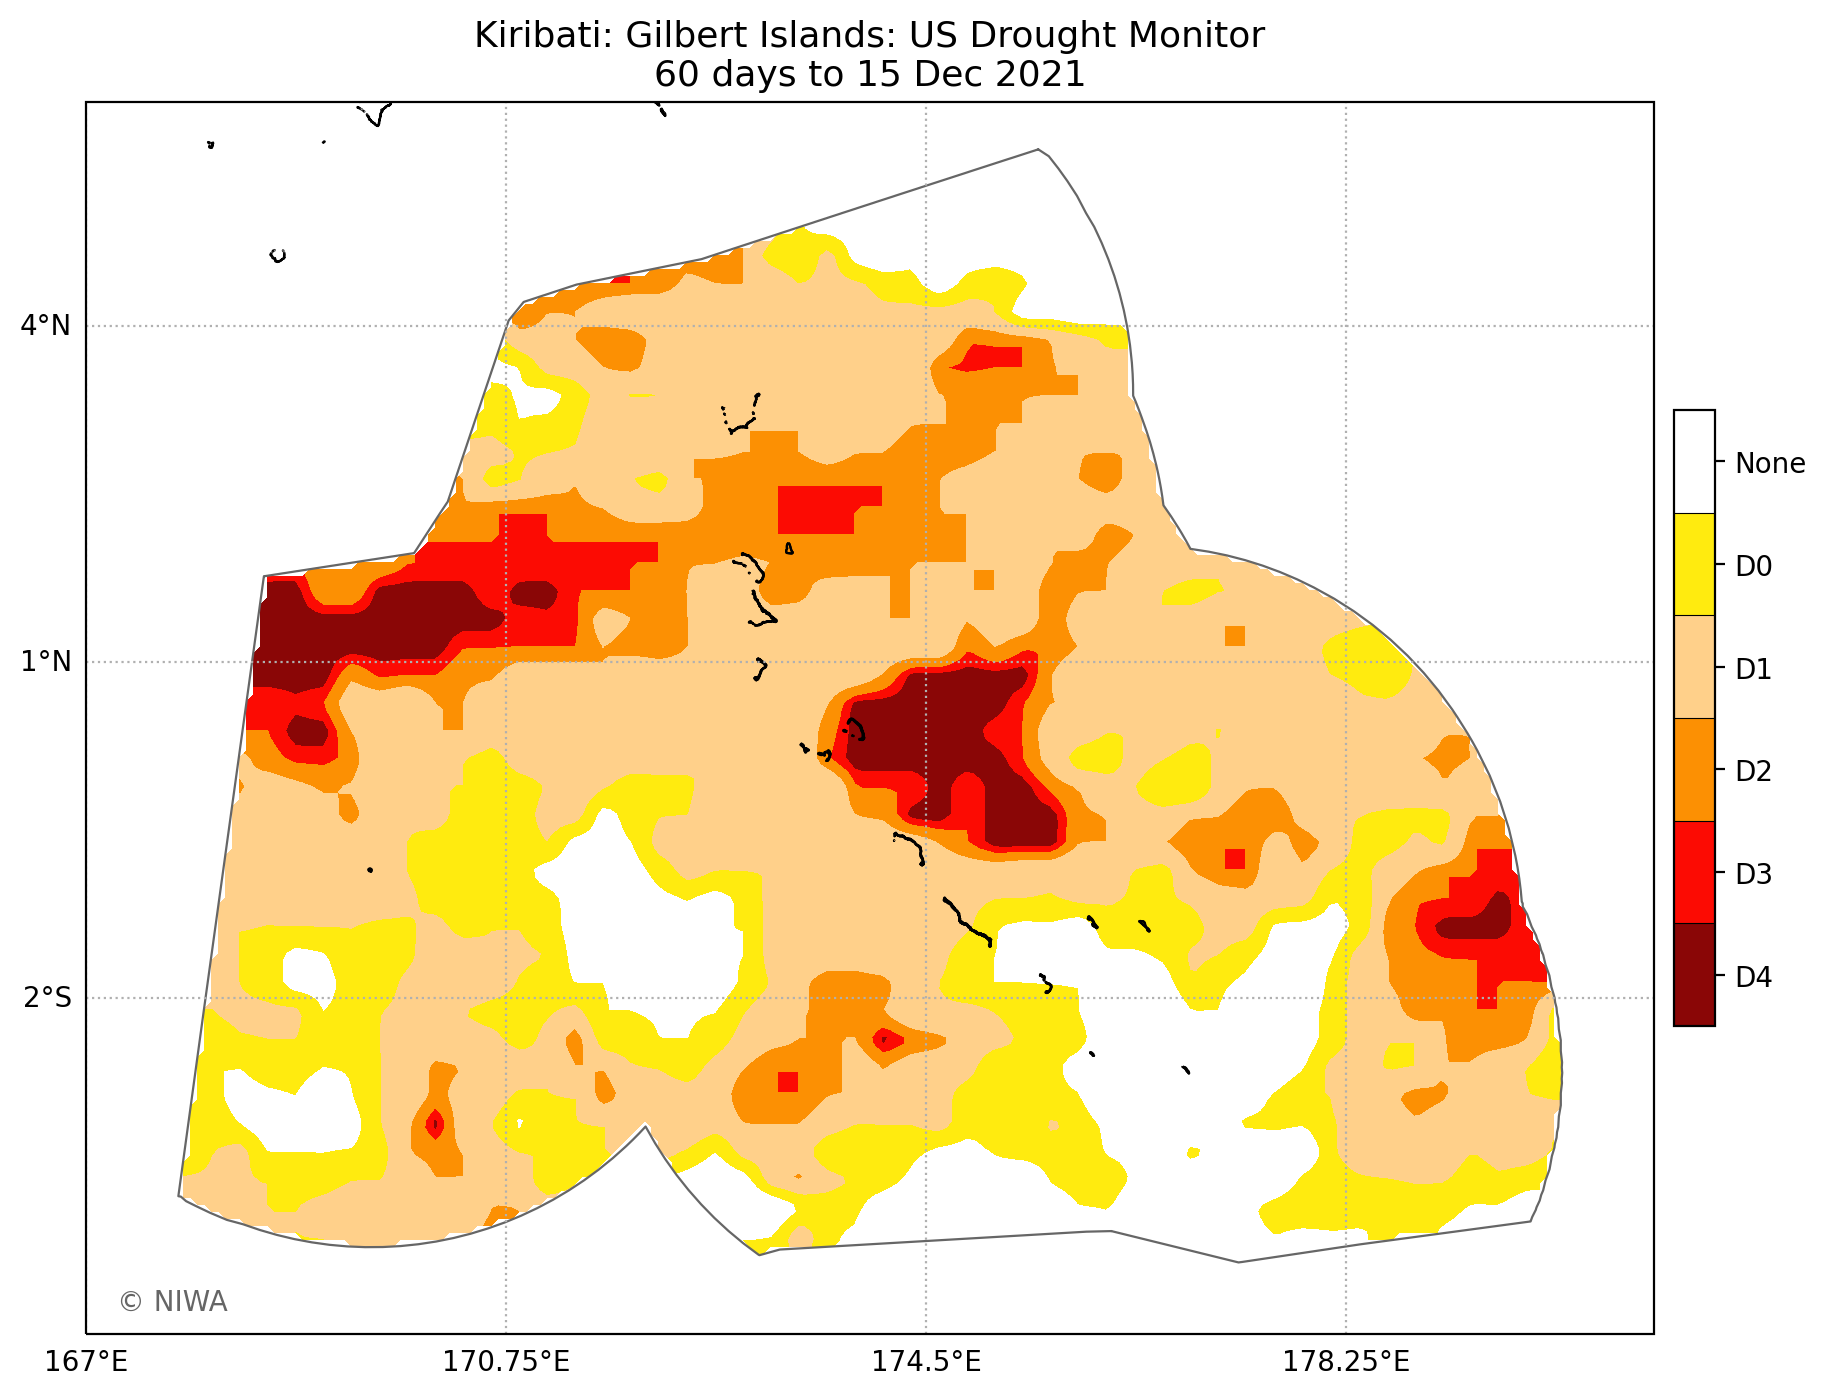 Kiribati: Gilbert Islands: US Drought Monitor
60 days to 15 Dec 2021
4°N
1°N
2°S
None
D0
D1
D2
D3
D4
© NIWA
167°E
170.75°E
174.5°E
178.25°E